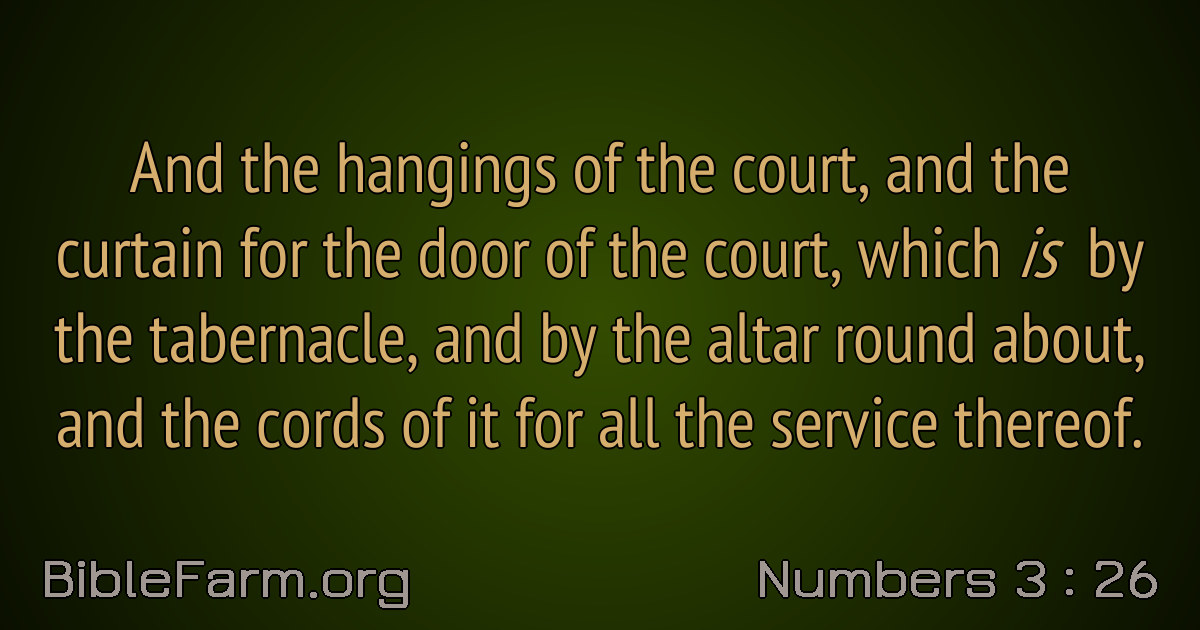 And the hangings of the court, and the
curtain for the door of the court, which is by
the tabernacle, and by the altar round about,
and the cords of it for all the service thereof.
BibleFarm.org
Numbers 3 : 26